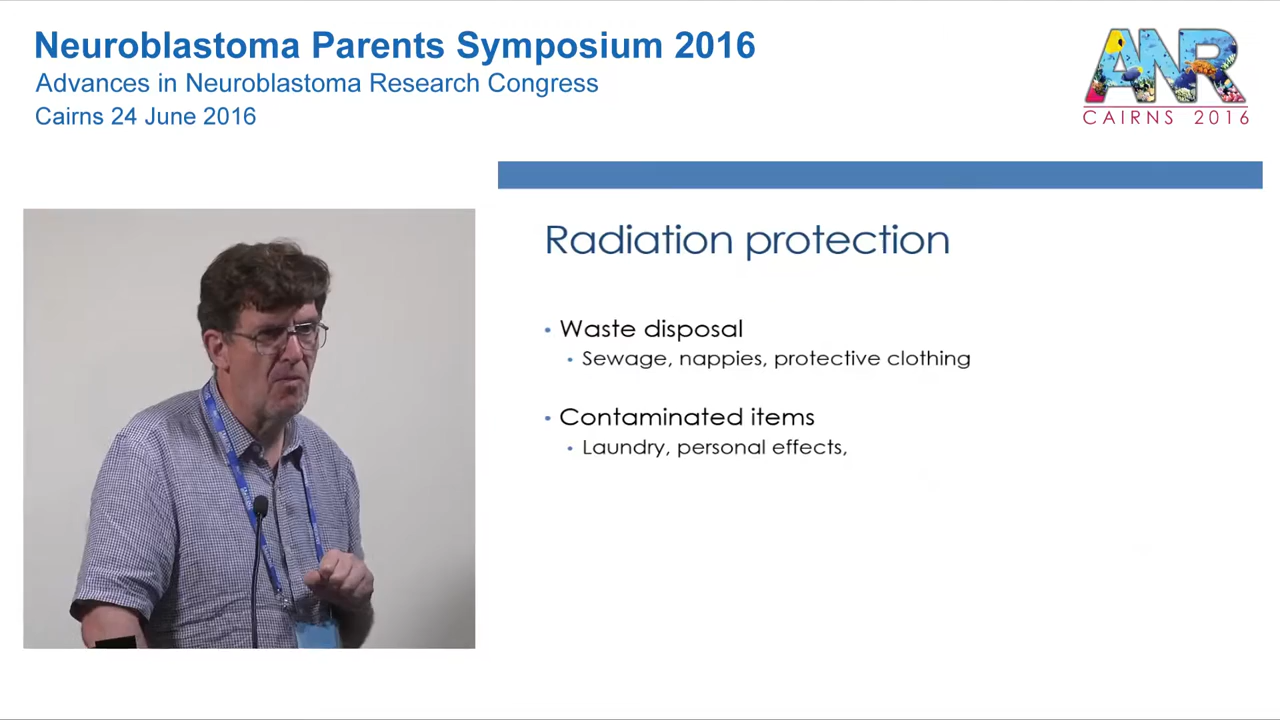 Neuroblastoma Parents Symposium 2016
Advances in Neuroblastoma Research Congress
Cairns 24 June 2016
ANR
CAIRNS 2016
Radiation protection
• Waste disposal
• Sewage, nappies, protective clothing
• Contaminated items
• Laundry, personal effects,